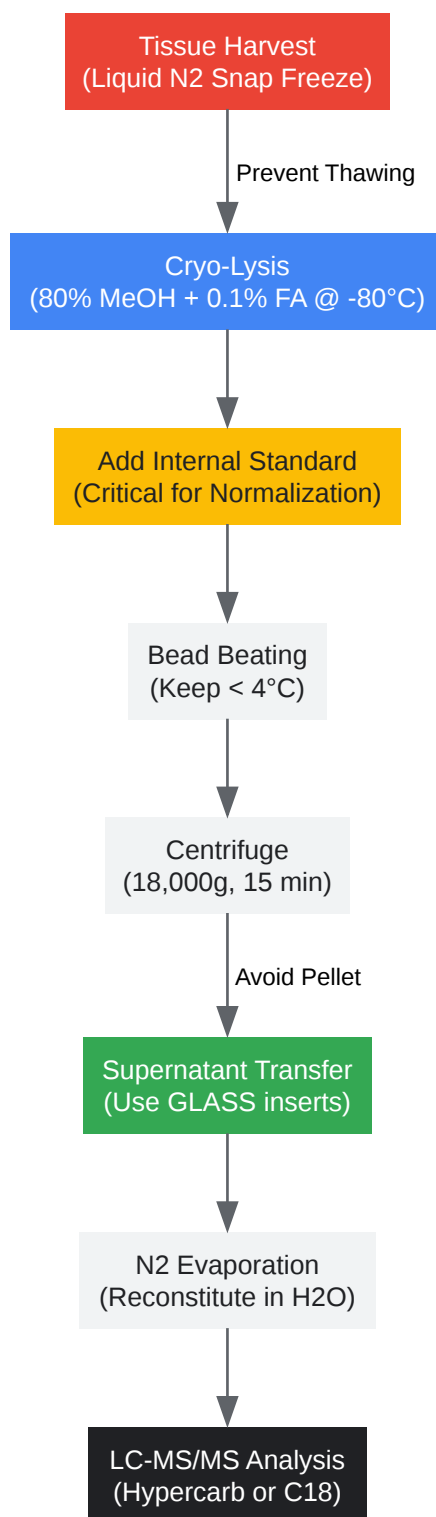 Tissue Harvest
(Liquid N2 Snap Freeze)
Prevent Thawing
Cryo-Lysis
(80% MeOH + 0.1% FA @ -80°C)
Add Internal Standard
(Critical for Normalization)
Bead Beating
(Keep < 4°C)
Centrifuge
(18,000g, 15 min)
Avoid Pellet
Supernatant Transfer
(Use GLASS inserts)
N2 Evaporation
(Reconstitute in H2O)
LC-MS/MS Analysis
(Hypercarb or C18)